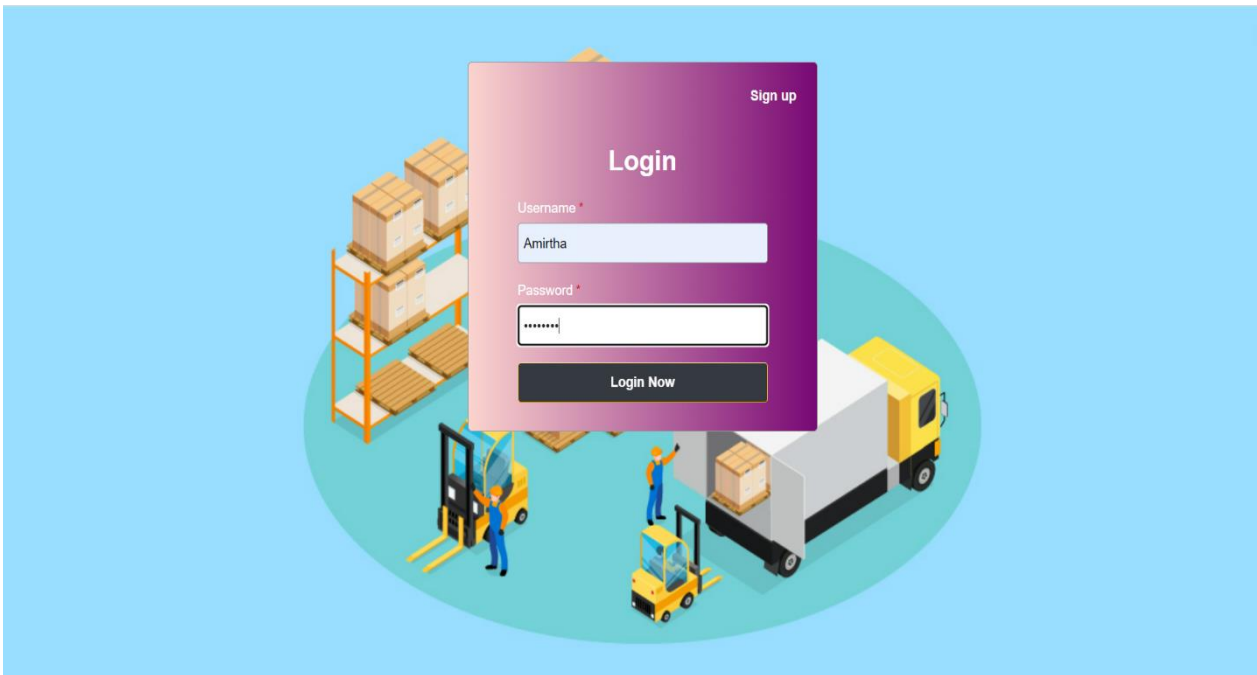 Sign up
Login
Username *
Amirtha
Password *
••••••••
Login Now